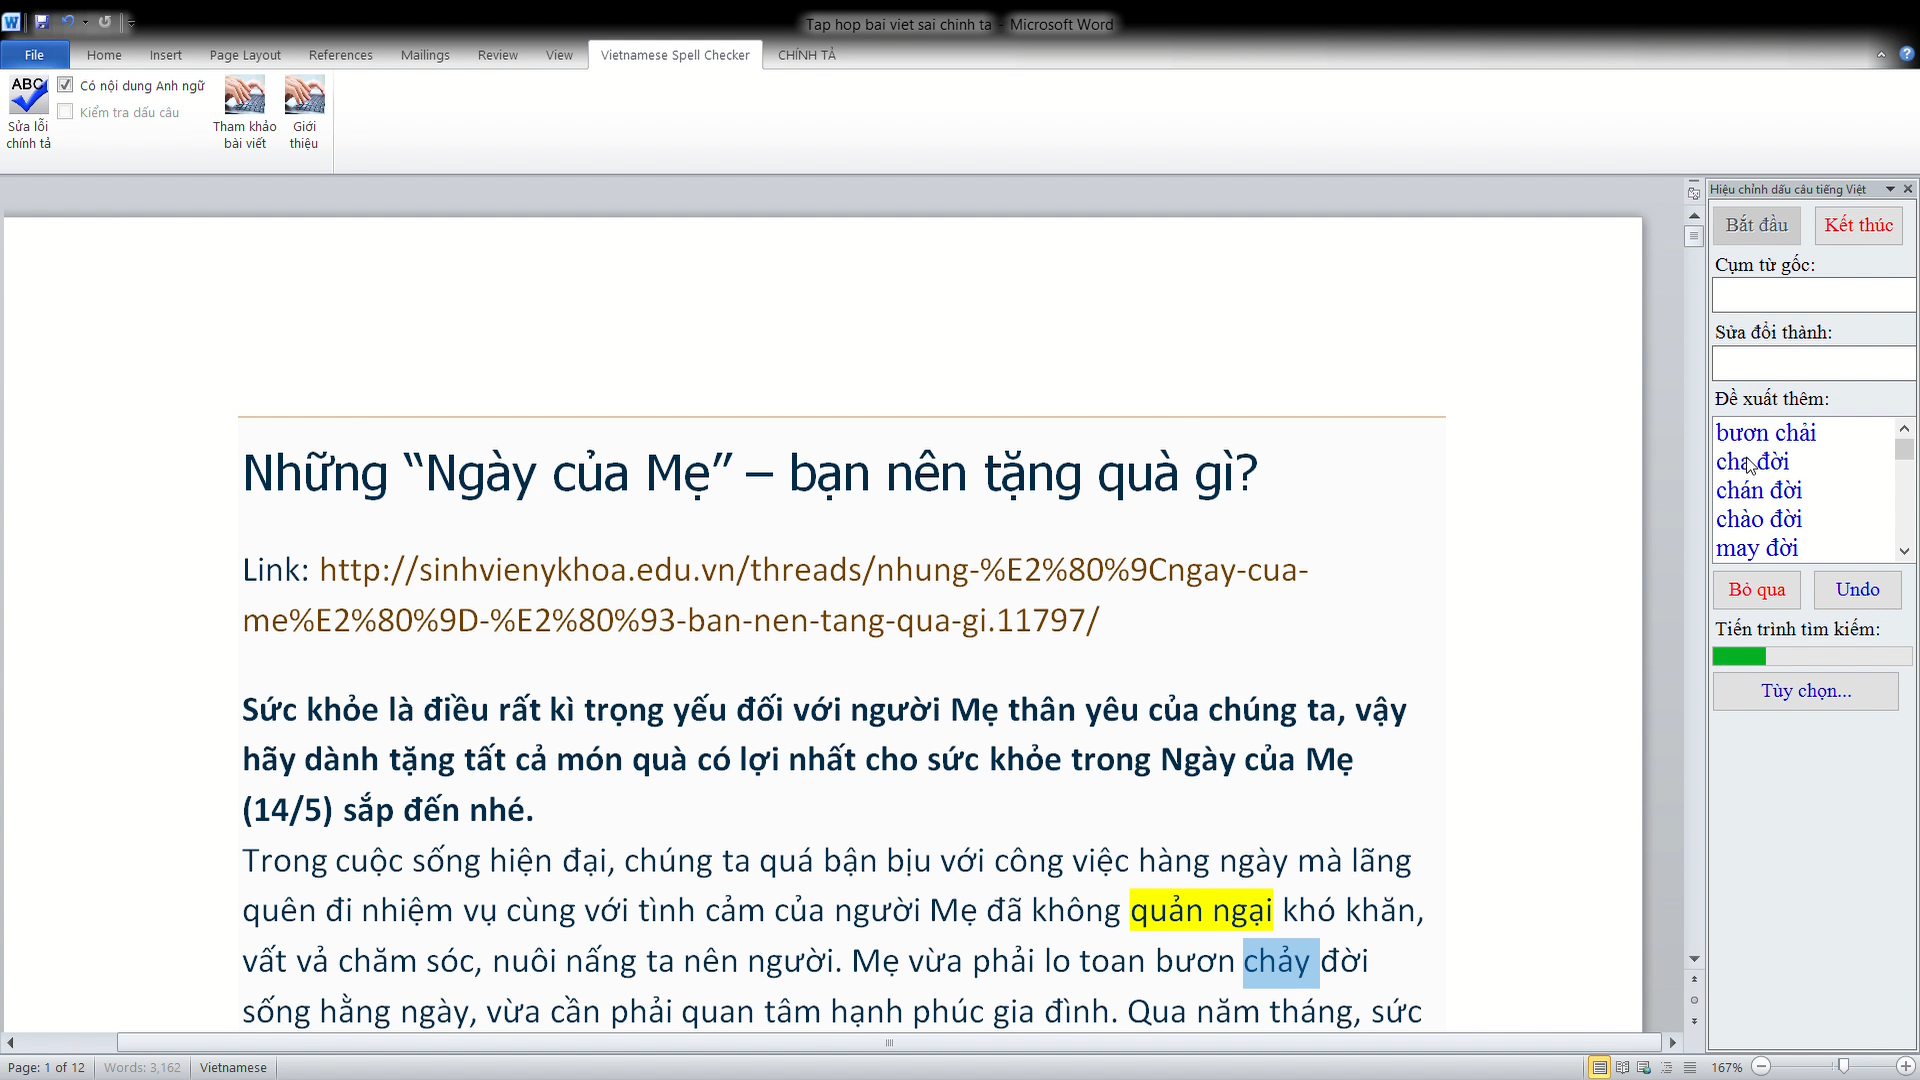 Tap hop bai viet sai chinh ta - Microsoft Word
File Home Insert Page Layout References Mailings Review View Vietnamese Spell Checker CHÍNH TẢ
ABC
Sửa lỗi
chính tả
Có nội dung Anh ngữ
Kiểm tra dấu câu
Tham khảo
bài viết
Giới
thiệu
Những “Ngày của Mẹ” – bạn nên tặng quà gì?
Link: http://sinhvienykhoa.edu.vn/threads/nhung-%E2%80%9Cngay-cua-
me%E2%80%9D-%E2%80%93-ban-nen-tang-qua-gi.11797/
Sức khỏe là điều rất kì trọng yếu đối với người Mẹ thân yêu của chúng ta, vậy
hãy dành tặng tất cả món quà có lợi nhất cho sức khỏe trong Ngày của Mẹ
(14/5) sắp đến nhé.
Trong cuộc sống hiện đại, chúng ta quá bận bịu với công việc hàng ngày mà lãng
quên đi nhiệm vụ cùng với tình cảm của người Mẹ đã không quản ngại khó khăn,
vất vả chăm sóc, nuôi nấng ta nên người. Mẹ vừa phải lo toan bươn chảy đời
sống hằng ngày, vừa cần phải quan tâm hạnh phúc gia đình. Qua năm tháng, sức
Hiệu chỉnh dấu câu tiếng Việt
Bắt đầu Kết thúc
Cụm từ gốc:
Sửa đổi thành:
Đề xuất thêm:
bươn chải
cha đời
chán đời
chào đời
may đời
Bỏ qua Undo
Tiến trình tìm kiếm:
Tùy chọn...
Page: 1 of 12 Words: 3,162 Vietnamese 167%